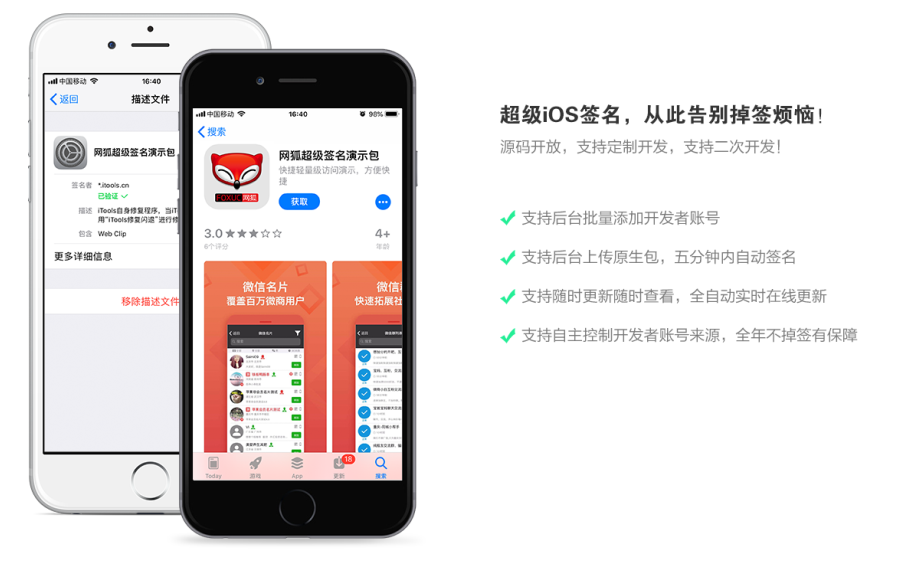 中国移动
16:40
返回
描述文件
网狐超级签名演示包
签名者 *.itools.cn
已验证
描述 iTools自身修复程序,当iT
用"iTools修复闪退"进行修
包含 Web Clip
更多详细信息
移除描述文件
中国移动
16:40
98%
搜索
FOXUC网狐
网狐超级签名演示包
快捷轻量级访问演示,方便快
捷
获取
3.0
4+
6个评分
年龄
微信名片
覆盖百万微商用户
微信
快速拓展社
Today
游戏
App
更新
18
搜索
超级iOS签名,从此告别掉签烦恼!
源码开放,支持定制开发,支持二次开发!
支持后台批量添加开发者账号
支持后台上传原生包,五分钟内自动签名
支持随时更新随时查看,全自动实时在线更新
支持自主控制开发者账号来源,全年不掉签有保障